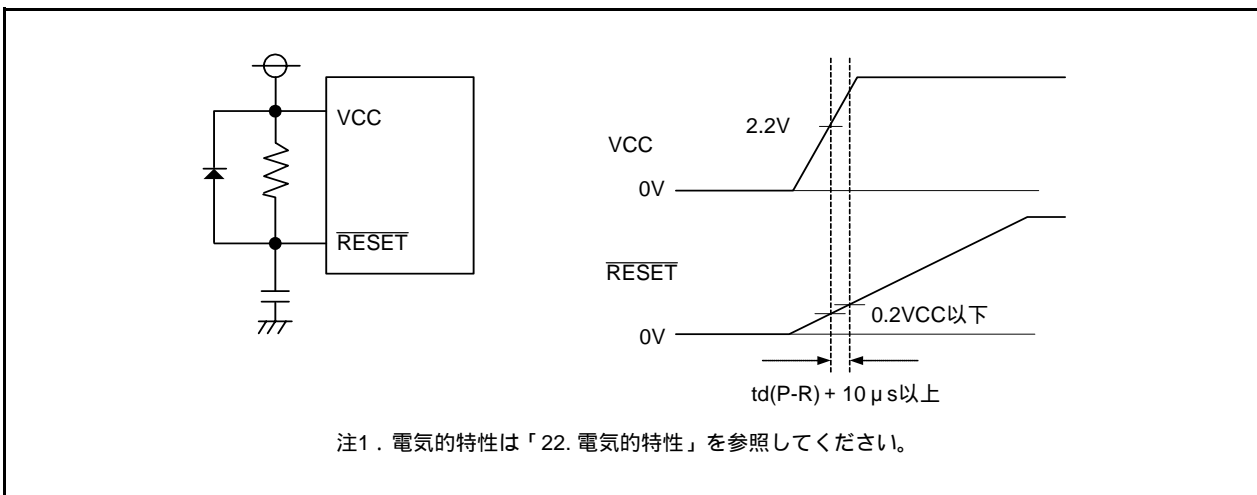 VCC
RESET
2.2V
VCC
0V
RESET
0.2VCC以下
0V
td(P-R) + 10 μs以上
注1．電気的特性は「22. 電気的特性」を参照してください。